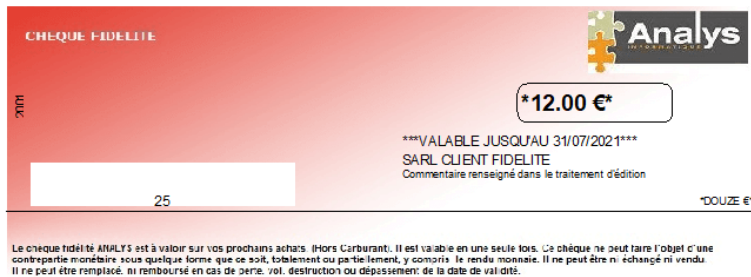 CHEQUE FIDELITE
Analys
INFORMATIQUE
2001
*12.00 €*
***VALABLE JUSQU'AU 31/07/2021***
SARL CLIENT FIDELITE
Commentaire renseigné dans le traitement d'édition
25
*DOUZE €*
Le chèque fidélité ANALYS est à valoir sur vos prochains achats. (Hors Carburant). Il est valable en une seule fois. Ce chèque ne peut faire l'objet d'une
contrepartie monétaire sous quelque forme que ce soit, totalement ou partiellement, y compris le rendu monnaie. Il ne peut être ni échangé ni vendu.
Il ne peut être remplacé, ni remboursé en cas de perte, vol, destruction ou dépassement de la date de validité.